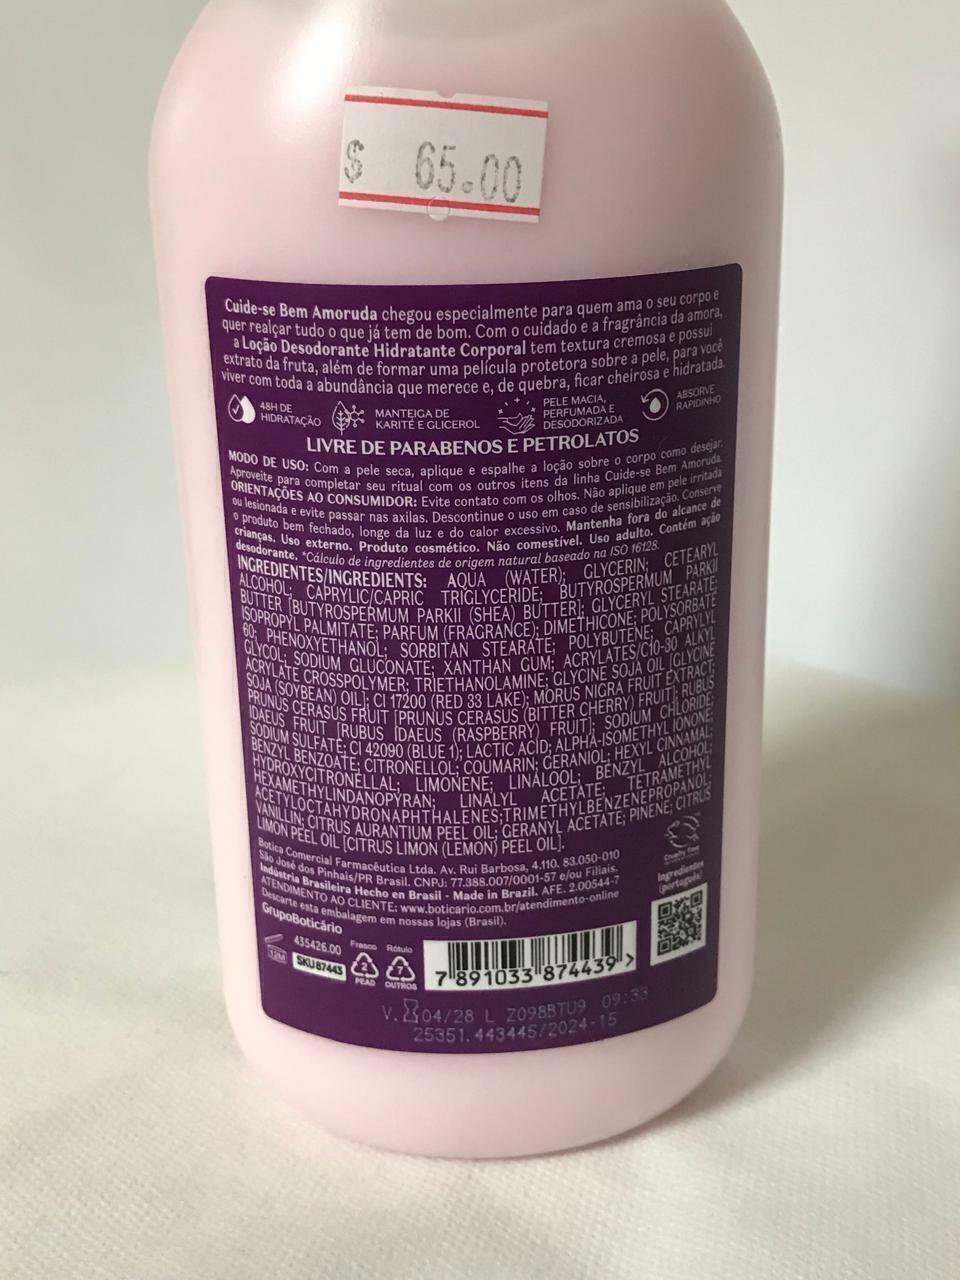 $ 65.00
Cuide-se Bem Amoruda chegou especialmente para quem ama o seu corpo e
quer realçar tudo o que já tem de bom. Com o cuidado e a fragrância da amora,
a Loção Desodorante Hidratante Corporal tem textura cremosa e possui
extrato da fruta, além de formar uma película protetora sobre a pele, para você
viver com toda a abundância que merece e, de quebra, ficar cheirosa e hidratada.
48H DE
HIDRATAÇÃO
MANTEIGA DE
KARITÉ E GLICEROL
PELE MACIA,
PERFUMADA E
DESODORIZADA
ABSORVE
RAPIDINHO
LIVRE DE PARABENOS E PETROLATOS
MODO DE USO: Com a pele seca, aplique e espalhe a loção sobre o corpo como desejar.
Aproveite para completar seu ritual com os outros itens da linha Cuide-se Bem Amoruda.
ORIENTAÇÕES AO CONSUMIDOR: Evite contato com os olhos. Não aplique em pele irritada
ou lesionada e evite passar nas axilas. Descontinue o uso em caso de sensibilização. Conserve
o produto bem fechado, longe da luz e do calor excessivo. Mantenha fora do alcance de
crianças. Uso externo. Produto cosmético. Não comestível. Uso adulto. Contém ação
desodorante. *Cálculo de ingredientes de origem natural baseado na ISO 16128.
INGREDIENTES/INGREDIENTS: AQUA (WATER); GLYCERIN; CETEARYL
ALCOHOL; CAPRYLIC/CAPRIC TRIGLYCERIDE; BUTYROSPERMUM PARKII
BUTTER [BUTYROSPERMUM PARKII (SHEA) BUTTER]; GLYCERYL STEARATE;
ISOPROPYL PALMITATE; PARFUM (FRAGRANCE); DIMETHICONE; POLYSORBATE
60; PHENOXYETHANOL; SORBITAN STEARATE; POLYBUTENE; CAPRYLYL
GLYCOL; SODIUM GLUCONATE; XANTHAN GUM; ACRYLATES/C10-30 ALKYL
ACRYLATE CROSSPOLYMER; TRIETHANOLAMINE; GLYCINE SOJA OIL [GLYCINE
SOJA (SOYBEAN) OIL]; CI 17200 (RED 33 LAKE); MORUS NIGRA FRUIT EXTRACT;
PRUNUS CERASUS FRUIT [PRUNUS CERASUS (BITTER CHERRY) FRUIT]; RUBUS
IDAEUS FRUIT [RUBUS IDAEUS (RASPBERRY) FRUIT]; SODIUM CHLORIDE;
SODIUM SULFATE; CI 42090 (BLUE 1); LACTIC ACID; ALPHA-ISOMETHYL IONONE;
BENZYL BENZOATE; CITRONELLOL; COUMARIN; GERANIOL; HEXYL CINNAMAL;
HYDROXYCITRONELLAL; LIMONENE; LINALOOL; BENZYL ALCOHOL;
HEXAMETHYLINDANOPYRAN; LINALYL ACETATE; TETRAMETHYL
ACETYLOCTAHYDRONAPHTHALENES;TRIMETHYLBENZENEPROPANOL;
VANILLIN; CITRUS AURANTIUM PEEL OIL; GERANYL ACETATE; PINENE; CITRUS
LIMON PEEL OIL [CITRUS LIMON (LEMON) PEEL OIL].
Cruelty Free
Botica Comercial Farmacêutica Ltda. Av. Rui Barbosa, 4.110. 83.050-010
São José dos Pinhais/PR Brasil. CNPJ: 77.388.007/0001-57 e/ou Filiais.
Indústria Brasileira Hecho en Brasil - Made in Brazil. AFE. 2.00544-7
ATENDIMENTO AO CLIENTE: www.boticario.com.br/atendimento-online
Descarte esta embalagem em nossas lojas (Brasil).
GrupoBoticário
Ingredientes
(português)
12M
435426.00
SKU 87443
Frasco
2
PEAD
Rótulo
7
OUTROS
7 891033 874439 >
V. 04/28 L Z098BTU9 09:33
25351.443445/2024-15